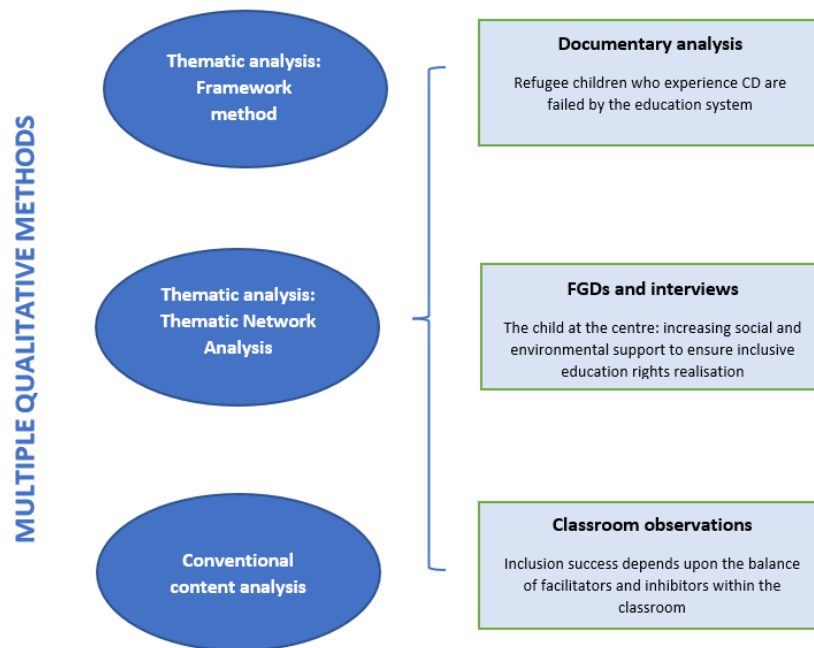 MULTIPLE QUALITATIVE METHODS
Thematic analysis:
Framework
method
Documentary analysis
Refugee children who experience CD are
failed by the education system
Thematic analysis:
Thematic Network
Analysis
FGDs and interviews
The child at the centre: increasing social and
environmental support to ensure inclusive
education rights realisation
Conventional
content analysis
Classroom observations
Inclusion success depends upon the balance
of facilitators and inhibitors within the
classroom